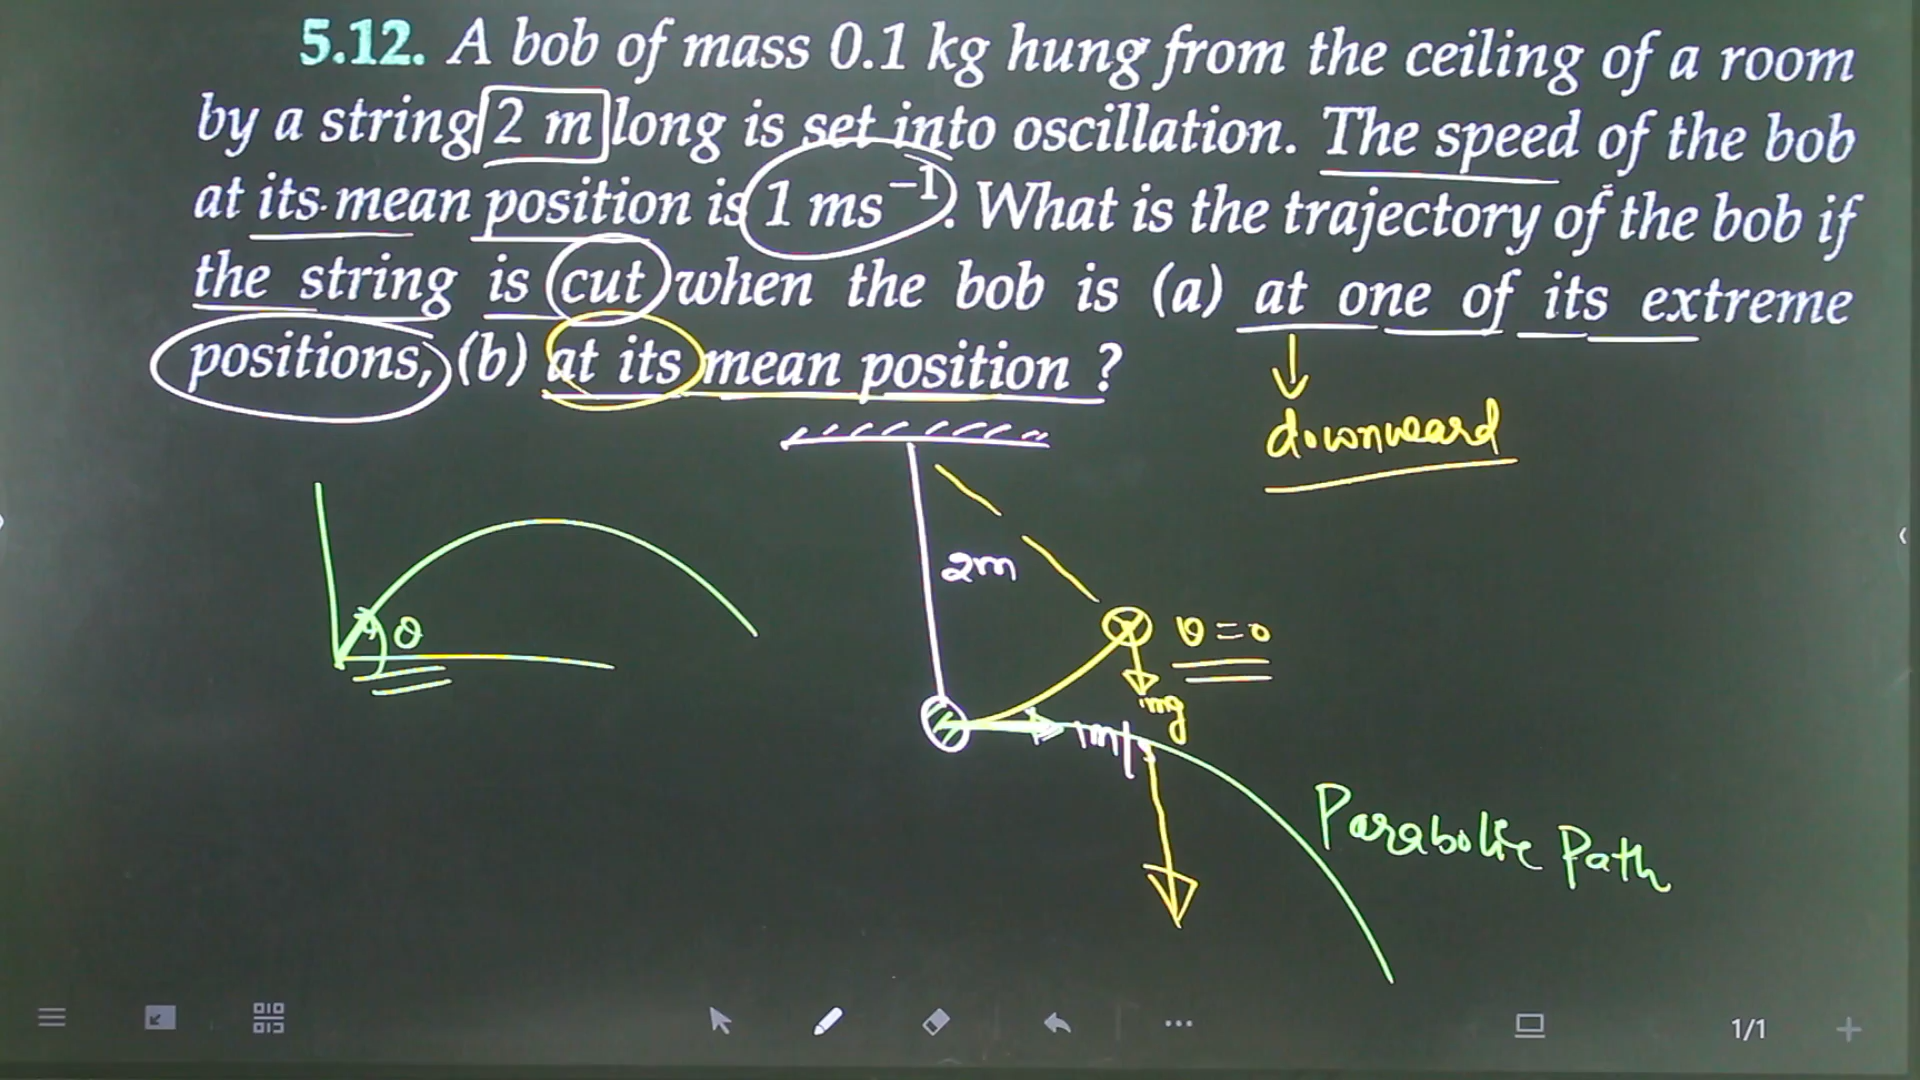 5.12. A bob of mass 0.1 kg hung from the ceiling of a room
by a string 2 m long is set into oscillation. The speed of the bob
at its mean position is 1 ms⁻¹. What is the trajectory of the bob if
the string is cut when the bob is (a) at one of its extreme
positions, (b) at its mean position ?
downward
2m
θ
v=0
mg
1m/s
Parabolic Path
1/1